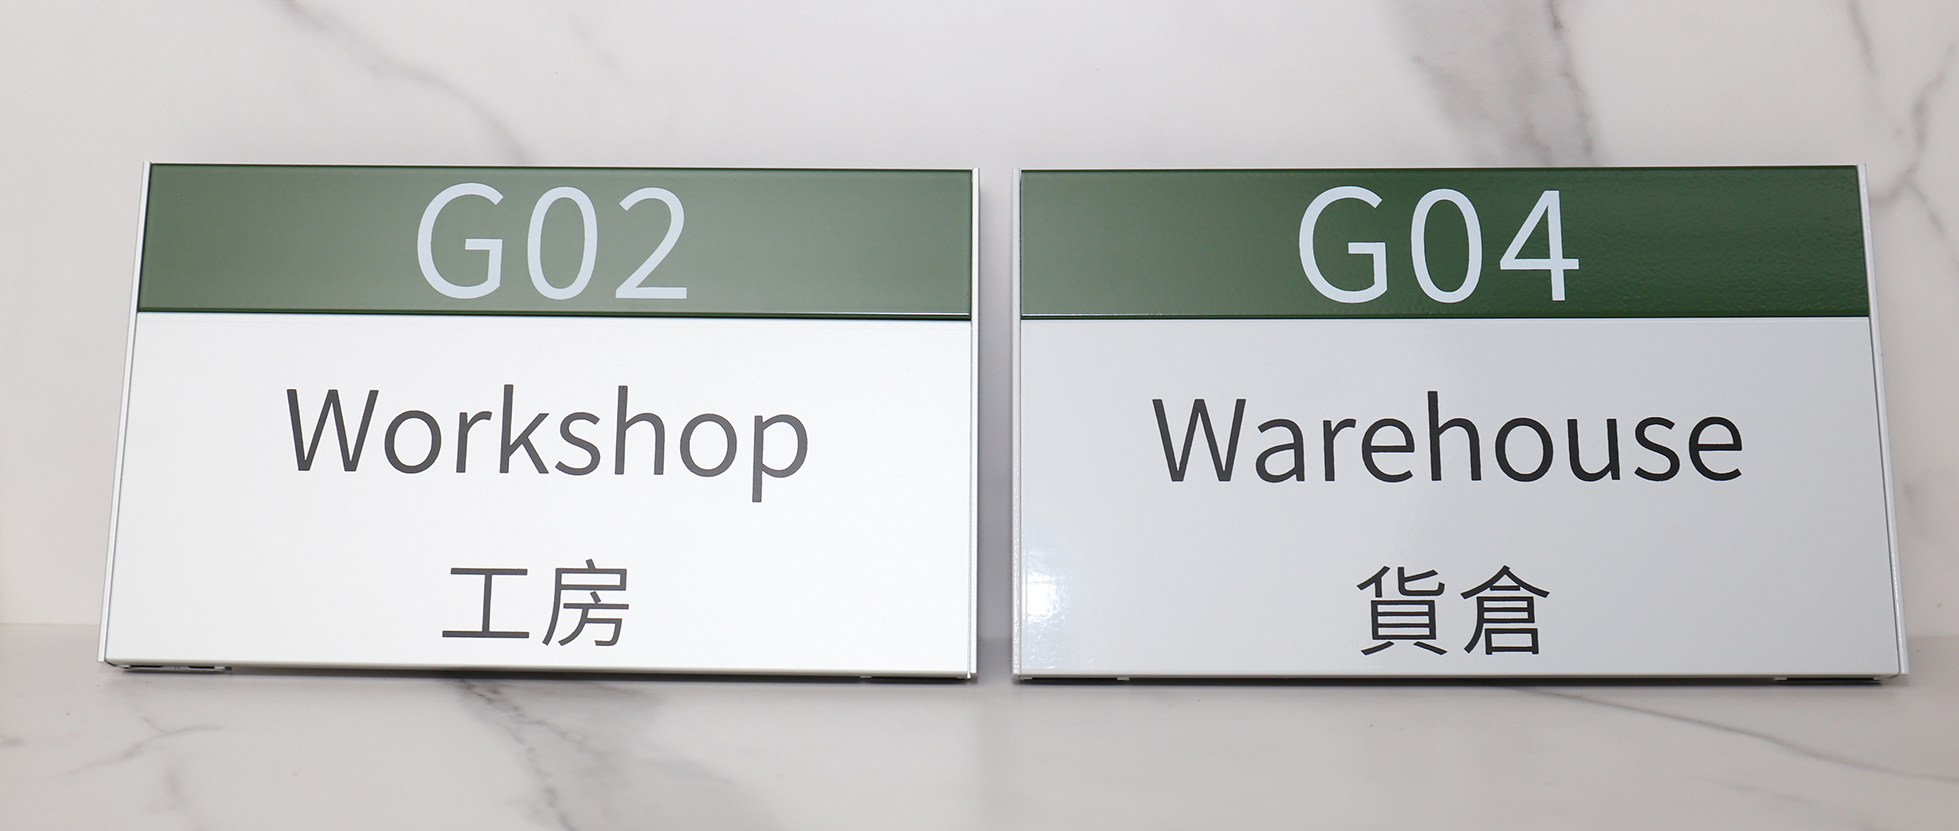 G02
Workshop
工房
G04
Warehouse
貨倉